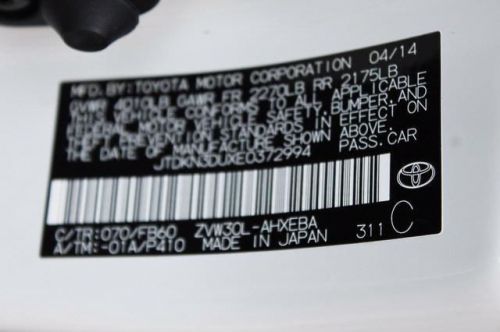 MFD. BY: TOYOTA MOTOR CORPORATION 04/14
GVWR 4010LB GAWR FR 2270LB RR 2175LB
THIS VEHICLE CONFORMS TO ALL APPLICABLE
FEDERAL MOTOR VEHICLE SAFETY, BUMPER, AND
THEFT PREVENTION STANDARDS IN EFFECT ON
THE DATE OF MANUFACTURE SHOWN ABOVE.
JTDKN3DUXE0372994 PASS.CAR
C/TR:070/FB60 ZVW30L-AHXEBA
A/TM:-01A/P410 MADE IN JAPAN 311 C